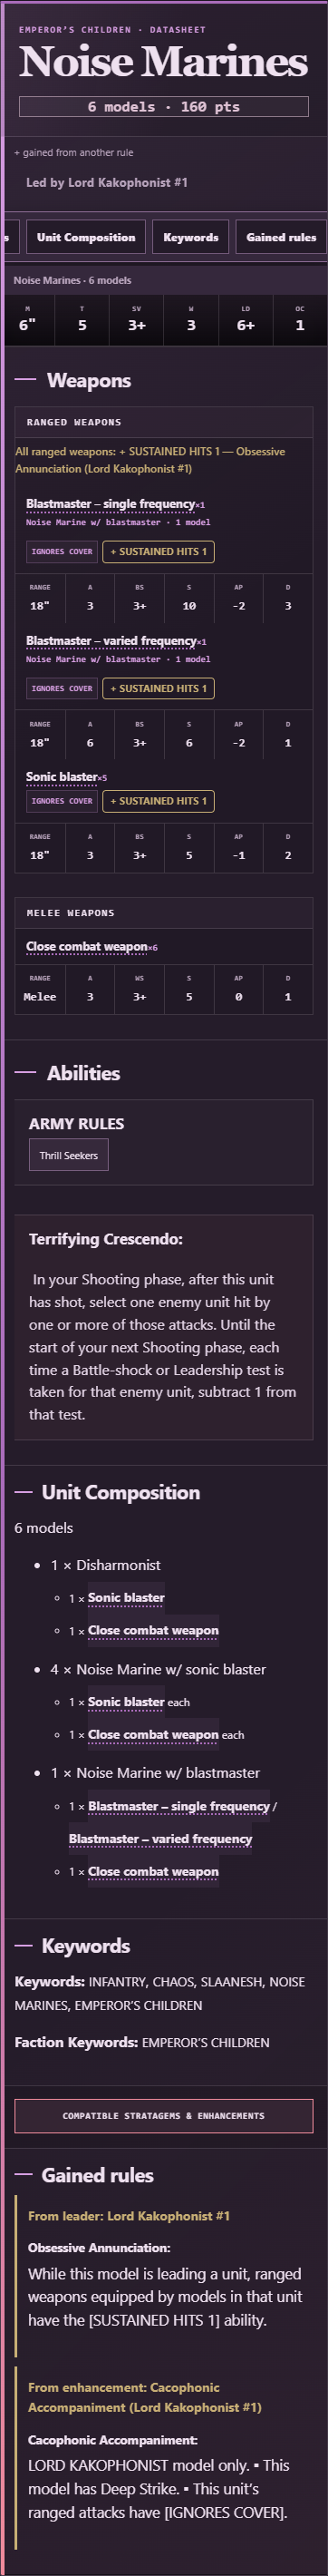 EMPEROR'S CHILDREN · DATASHEET
Noise Marines
6 models · 160 pts
+ gained from another rule
Led by Lord Kakophonist #1
s Unit Composition Keywords Gained rules
Noise Marines · 6 models
M T SV W LD OC
6" 5 3+ 3 6+ 1
Weapons
RANGED WEAPONS
All ranged weapons: + SUSTAINED HITS 1 — Obsessive
Annunciation (Lord Kakophonist #1)
Blastmaster – single frequency×1
Noise Marine w/ blastmaster · 1 model
IGNORES COVER + SUSTAINED HITS 1
RANGE A BS S AP D
18" 3 3+ 10 -2 3
Blastmaster – varied frequency×1
Noise Marine w/ blastmaster · 1 model
IGNORES COVER + SUSTAINED HITS 1
RANGE A BS S AP D
18" 6 3+ 6 -2 1
Sonic blaster×5
IGNORES COVER + SUSTAINED HITS 1
RANGE A BS S AP D
18" 3 3+ 5 -1 2
MELEE WEAPONS
Close combat weapon×6
RANGE A WS S AP D
Melee 3 3+ 5 0 1
Abilities
ARMY RULES
Thrill Seekers
Terrifying Crescendo:
In your Shooting phase, after this unit
has shot, select one enemy unit hit by
one or more of those attacks. Until the
start of your next Shooting phase, each
time a Battle-shock or Leadership test is
taken for that enemy unit, subtract 1 from
that test.
Unit Composition
6 models
• 1 × Disharmonist
◦ 1 × Sonic blaster
◦ 1 × Close combat weapon
• 4 × Noise Marine w/ sonic blaster
◦ 1 × Sonic blaster each
◦ 1 × Close combat weapon each
• 1 × Noise Marine w/ blastmaster
◦ 1 × Blastmaster – single frequency /
Blastmaster – varied frequency
◦ 1 × Close combat weapon
Keywords
Keywords: INFANTRY, CHAOS, SLAANESH, NOISE
MARINES, EMPEROR'S CHILDREN
Faction Keywords: EMPEROR'S CHILDREN
COMPATIBLE STRATAGEMS & ENHANCEMENTS
Gained rules
From leader: Lord Kakophonist #1
Obsessive Annunciation:
While this model is leading a unit, ranged
weapons equipped by models in that unit
have the [SUSTAINED HITS 1] ability.
From enhancement: Cacophonic
Accompaniment (Lord Kakophonist #1)
Cacophonic Accompaniment:
LORD KAKOPHONIST model only. ▪ This
model has Deep Strike. ▪ This unit's
ranged attacks have [IGNORES COVER].